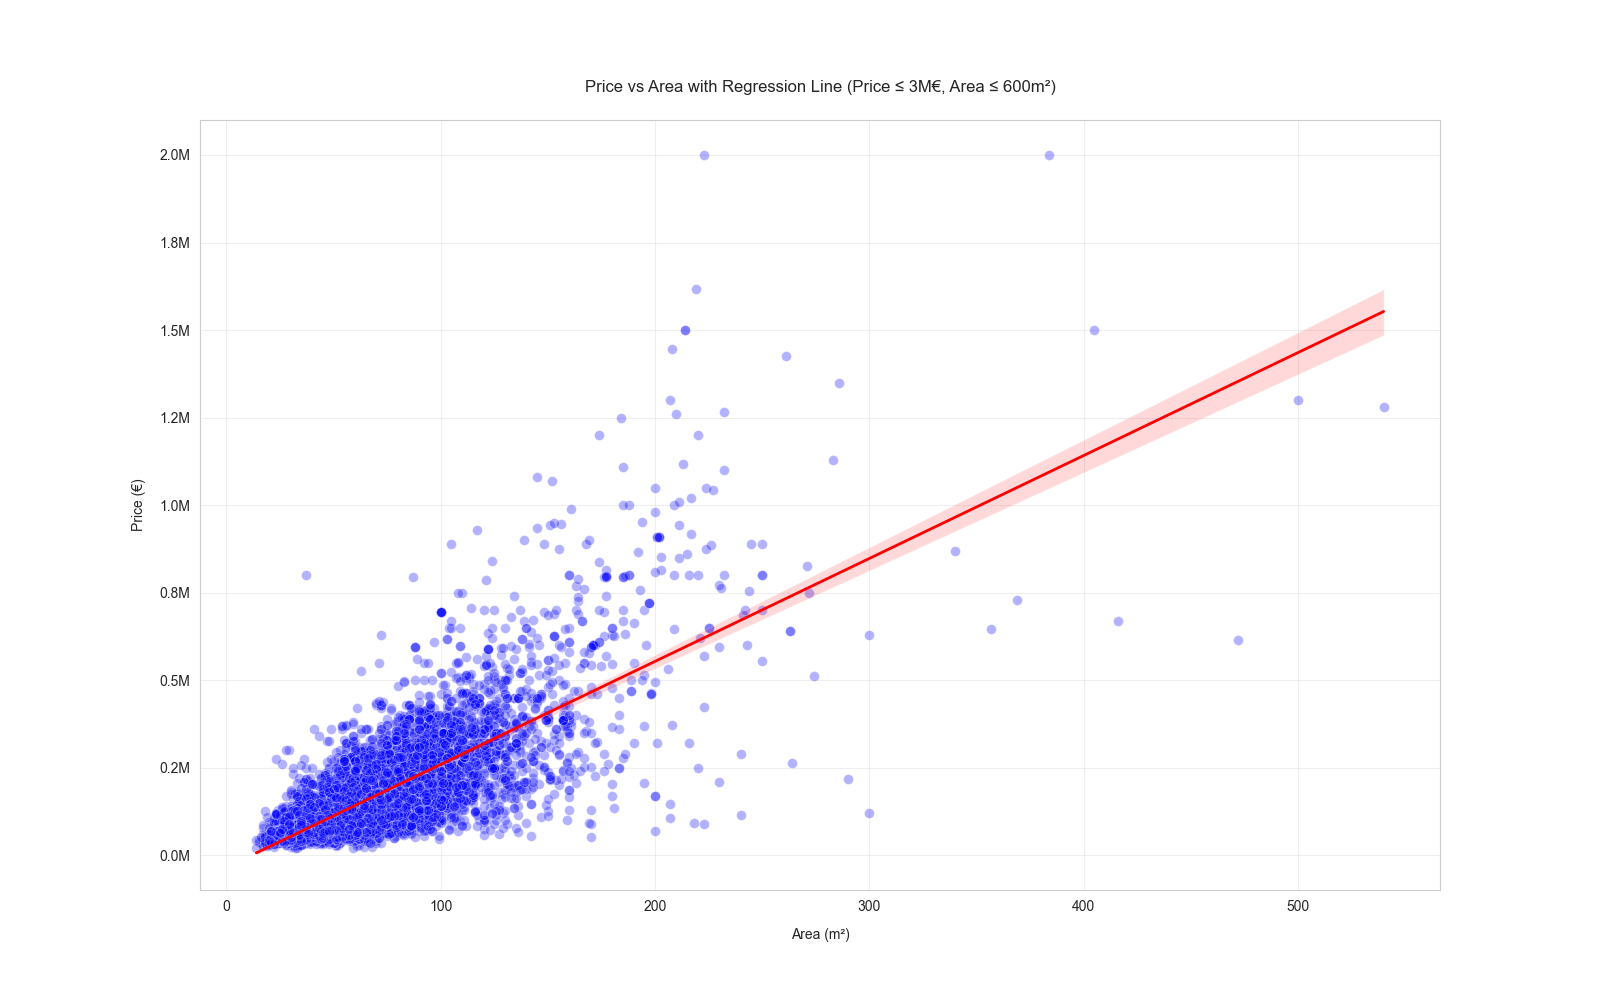 Price vs Area with Regression Line (Price ≤ 3M€, Area ≤ 600m²)
2.0M
1.8M
1.5M
1.2M
1.0M
0.8M
0.5M
0.2M
0.0M
Price (€)
0 100 200 300 400 500
Area (m²)